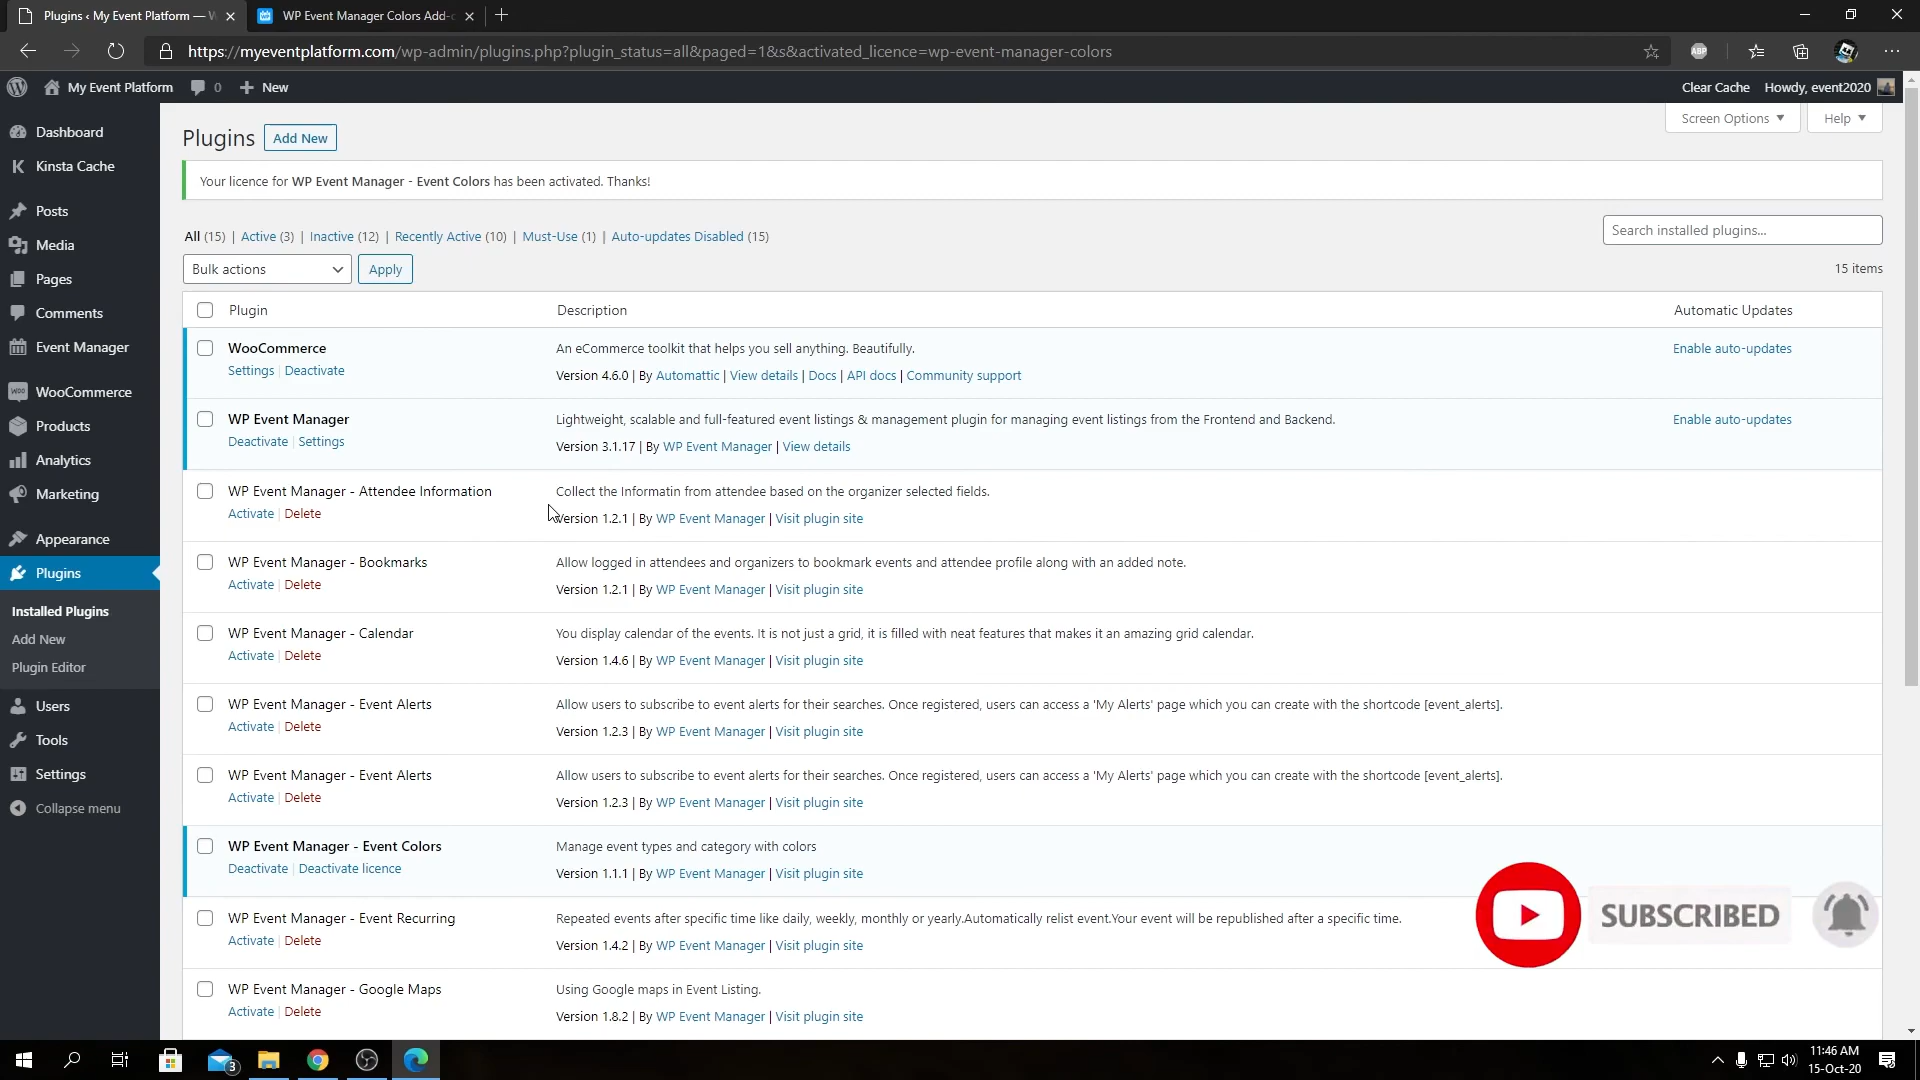 Plugins ‹ My Event Platform — W
WP Event Manager Colors Add-o
https://myeventplatform.com/wp-admin/plugins.php?plugin_status=all&paged=1&s&activated_licence=wp-event-manager-colors
ABP
My Event Platform
0
New
Clear Cache
Howdy, event2020
Dashboard
Kinsta Cache
Posts
Media
Pages
Comments
Event Manager
WooCommerce
Products
Analytics
Marketing
Appearance
Plugins
Installed Plugins
Add New
Plugin Editor
Users
Tools
Settings
Collapse menu
Screen Options
Help
Plugins
Add New
Your licence for WP Event Manager - Event Colors has been activated. Thanks!
All (15) | Active (3) | Inactive (12) | Recently Active (10) | Must-Use (1) | Auto-updates Disabled (15)
Search installed plugins...
Bulk actions
Apply
15 items
Plugin
Description
Automatic Updates
WooCommerce
Settings | Deactivate
An eCommerce toolkit that helps you sell anything. Beautifully.
Version 4.6.0 | By Automattic | View details | Docs | API docs | Community support
Enable auto-updates
WP Event Manager
Deactivate | Settings
Lightweight, scalable and full-featured event listings & management plugin for managing event listings from the Frontend and Backend.
Version 3.1.17 | By WP Event Manager | View details
Enable auto-updates
WP Event Manager - Attendee Information
Activate | Delete
Collect the Informatin from attendee based on the organizer selected fields.
Version 1.2.1 | By WP Event Manager | Visit plugin site
WP Event Manager - Bookmarks
Activate | Delete
Allow logged in attendees and organizers to bookmark events and attendee profile along with an added note.
Version 1.2.1 | By WP Event Manager | Visit plugin site
WP Event Manager - Calendar
Activate | Delete
You display calendar of the events. It is not just a grid, it is filled with neat features that makes it an amazing grid calendar.
Version 1.4.6 | By WP Event Manager | Visit plugin site
WP Event Manager - Event Alerts
Activate | Delete
Allow users to subscribe to event alerts for their searches. Once registered, users can access a 'My Alerts' page which you can create with the shortcode [event_alerts].
Version 1.2.3 | By WP Event Manager | Visit plugin site
WP Event Manager - Event Alerts
Activate | Delete
Allow users to subscribe to event alerts for their searches. Once registered, users can access a 'My Alerts' page which you can create with the shortcode [event_alerts].
Version 1.2.3 | By WP Event Manager | Visit plugin site
WP Event Manager - Event Colors
Deactivate | Deactivate licence
Manage event types and category with colors
Version 1.1.1 | By WP Event Manager | Visit plugin site
WP Event Manager - Event Recurring
Activate | Delete
Repeated events after specific time like daily, weekly, monthly or yearly.Automatically relist event.Your event will be republished after a specific time.
Version 1.4.2 | By WP Event Manager | Visit plugin site
WP Event Manager - Google Maps
Activate | Delete
Using Google maps in Event Listing.
Version 1.8.2 | By WP Event Manager | Visit plugin site
SUBSCRIBED
3
11:46 AM
15-Oct-20